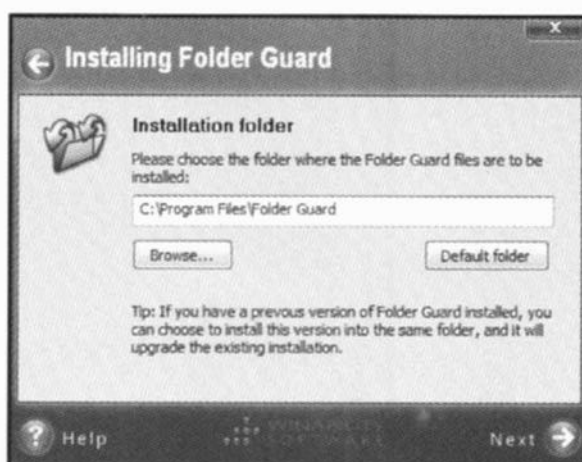 X
Installing Folder Guard
Installation folder
Please choose the folder where the Folder Guard files are to be
installed:
C:\Program Files\Folder Guard
Browse...
Default folder
Tip: If you have a prevous version of Folder Guard installed, you
can choose to install this version into the same folder, and it will
upgrade the existing installation.
? Help
WINABILITY
SOFTWARE
Next